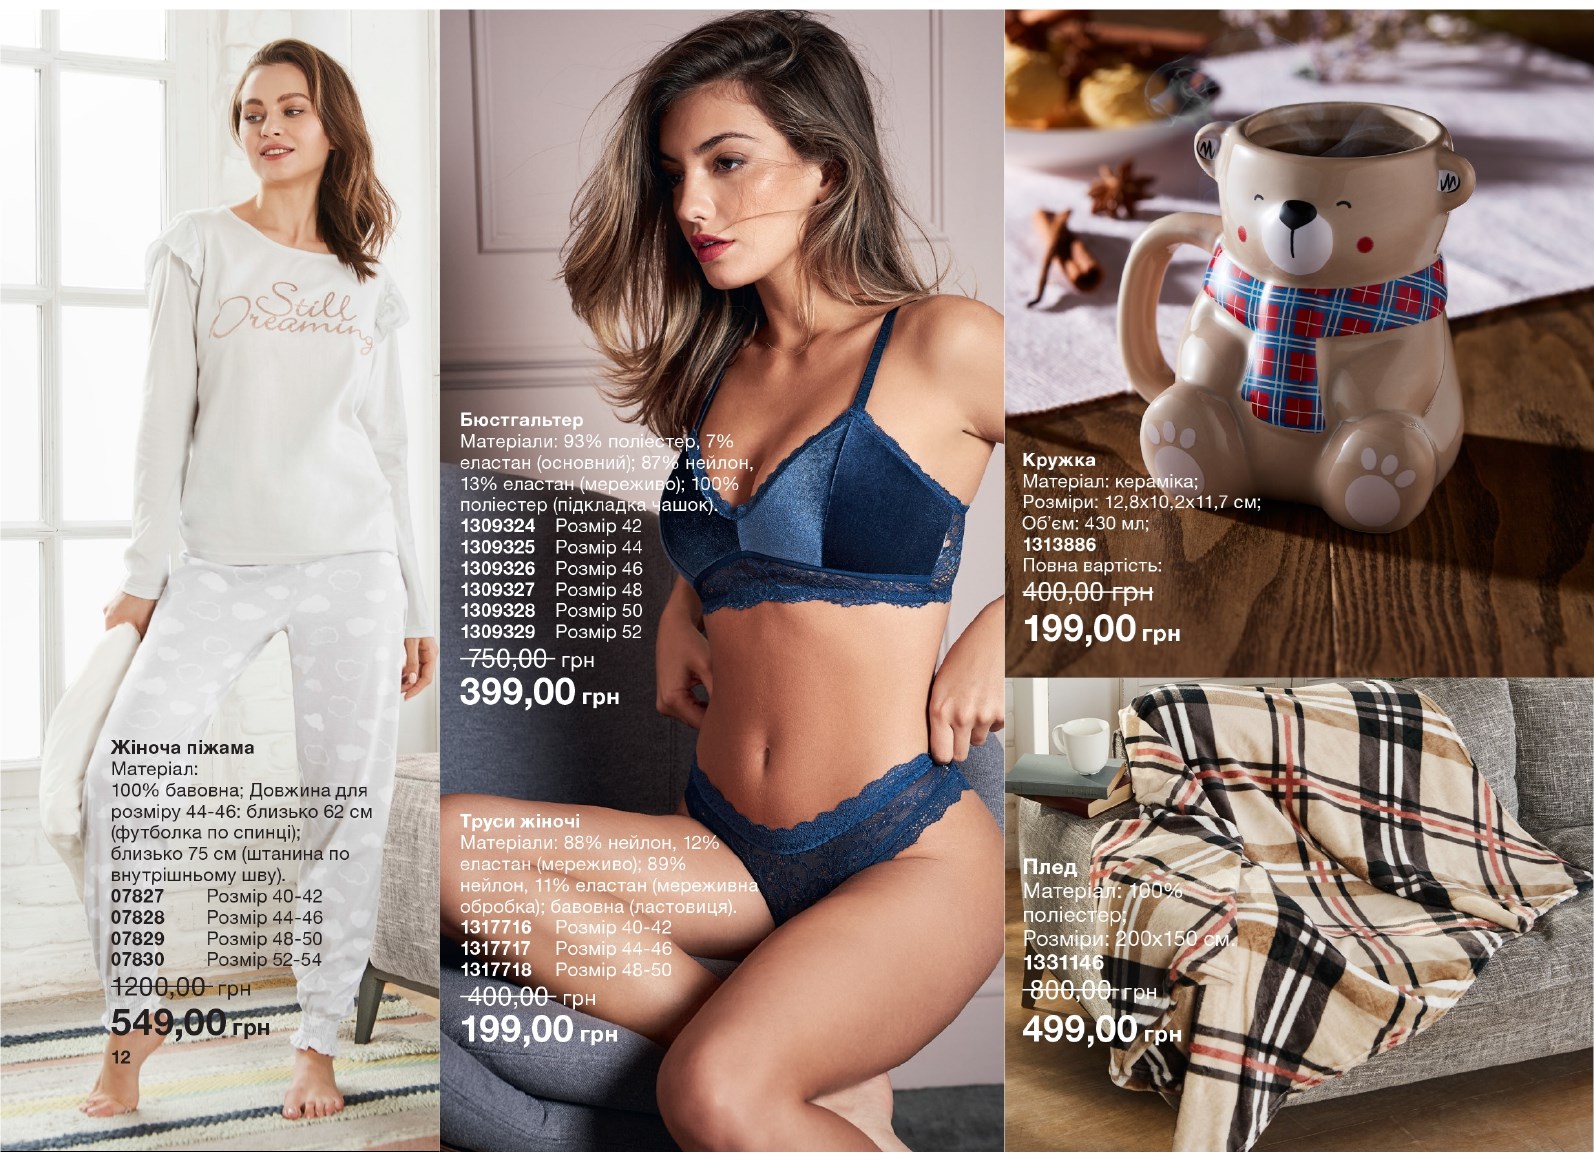 Still
Dreaming
Жіноча піжама
Матеріал:
100% бавовна; Довжина для
розміру 44-46: близько 62 см
(футболка по спинці);
близько 75 см (штанина по
внутрішньому шву).
07827 Розмір 40-42
07828 Розмір 44-46
07829 Розмір 48-50
07830 Розмір 52-54
1200,00 грн
549,00 грн
12
Бюстгальтер
Матеріали: 93% поліестер, 7%
еластан (основний); 87% нейлон,
13% еластан (мереживо); 100%
поліестер (підкладка чашок).
1309324 Розмір 42
1309325 Розмір 44
1309326 Розмір 46
1309327 Розмір 48
1309328 Розмір 50
1309329 Розмір 52
750,00 грн
399,00 грн
Труси жіночі
Матеріали: 88% нейлон, 12%
еластан (мереживо); 89%
нейлон, 11% еластан (мереживна
обробка); бавовна (ластовиця).
1317716 Розмір 40-42
1317717 Розмір 44-46
1317718 Розмір 48-50
400,00 грн
199,00 грн
Кружка
Матеріал: кераміка;
Розміри: 12,8х10,2х11,7 см;
Об'єм: 430 мл;
1313886
Повна вартість:
400,00 грн
199,00 грн
Плед
Матеріал: 100%
поліестер;
Розміри: 200х150 см.
1331146
800,00 грн
499,00 грн